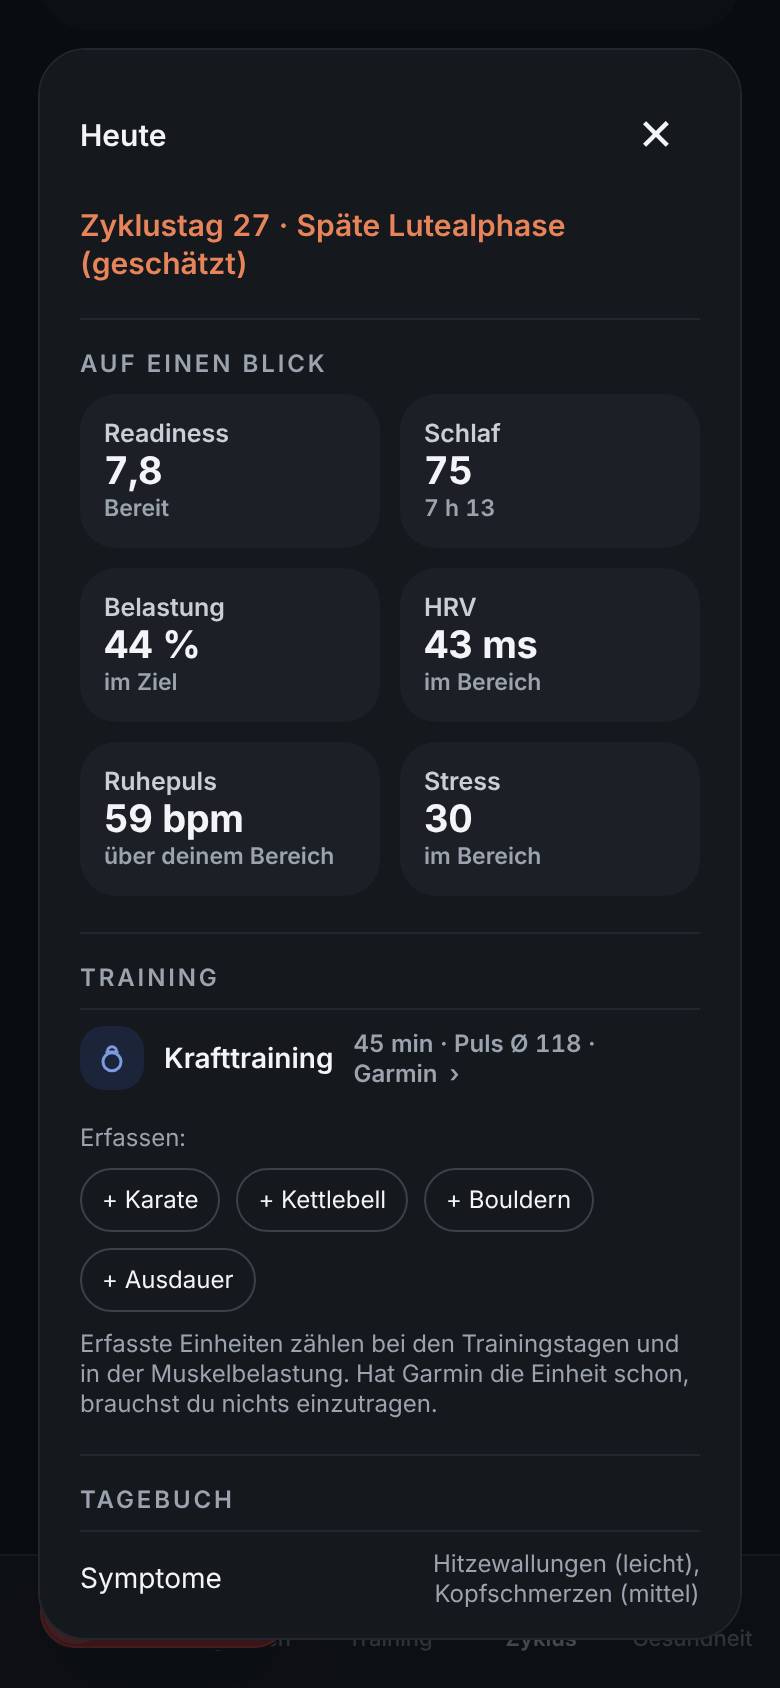 Heute
Zyklustag 27 · Späte Lutealphase
(geschätzt)
AUF EINEN BLICK
Readiness
7,8
Bereit
Schlaf
75
7 h 13
Belastung
44 %
im Ziel
HRV
43 ms
im Bereich
Ruhepuls
59 bpm
über deinem Bereich
Stress
30
im Bereich
TRAINING
Krafttraining
45 min · Puls Ø 118 ·
Garmin ›
Erfassen:
+ Karate
+ Kettlebell
+ Bouldern
+ Ausdauer
Erfasste Einheiten zählen bei den Trainingstagen und
in der Muskelbelastung. Hat Garmin die Einheit schon,
brauchst du nichts einzutragen.
TAGEBUCH
Symptome
Hitzewallungen (leicht),
Kopfschmerzen (mittel)
Training
Zyklus
Gesundheit